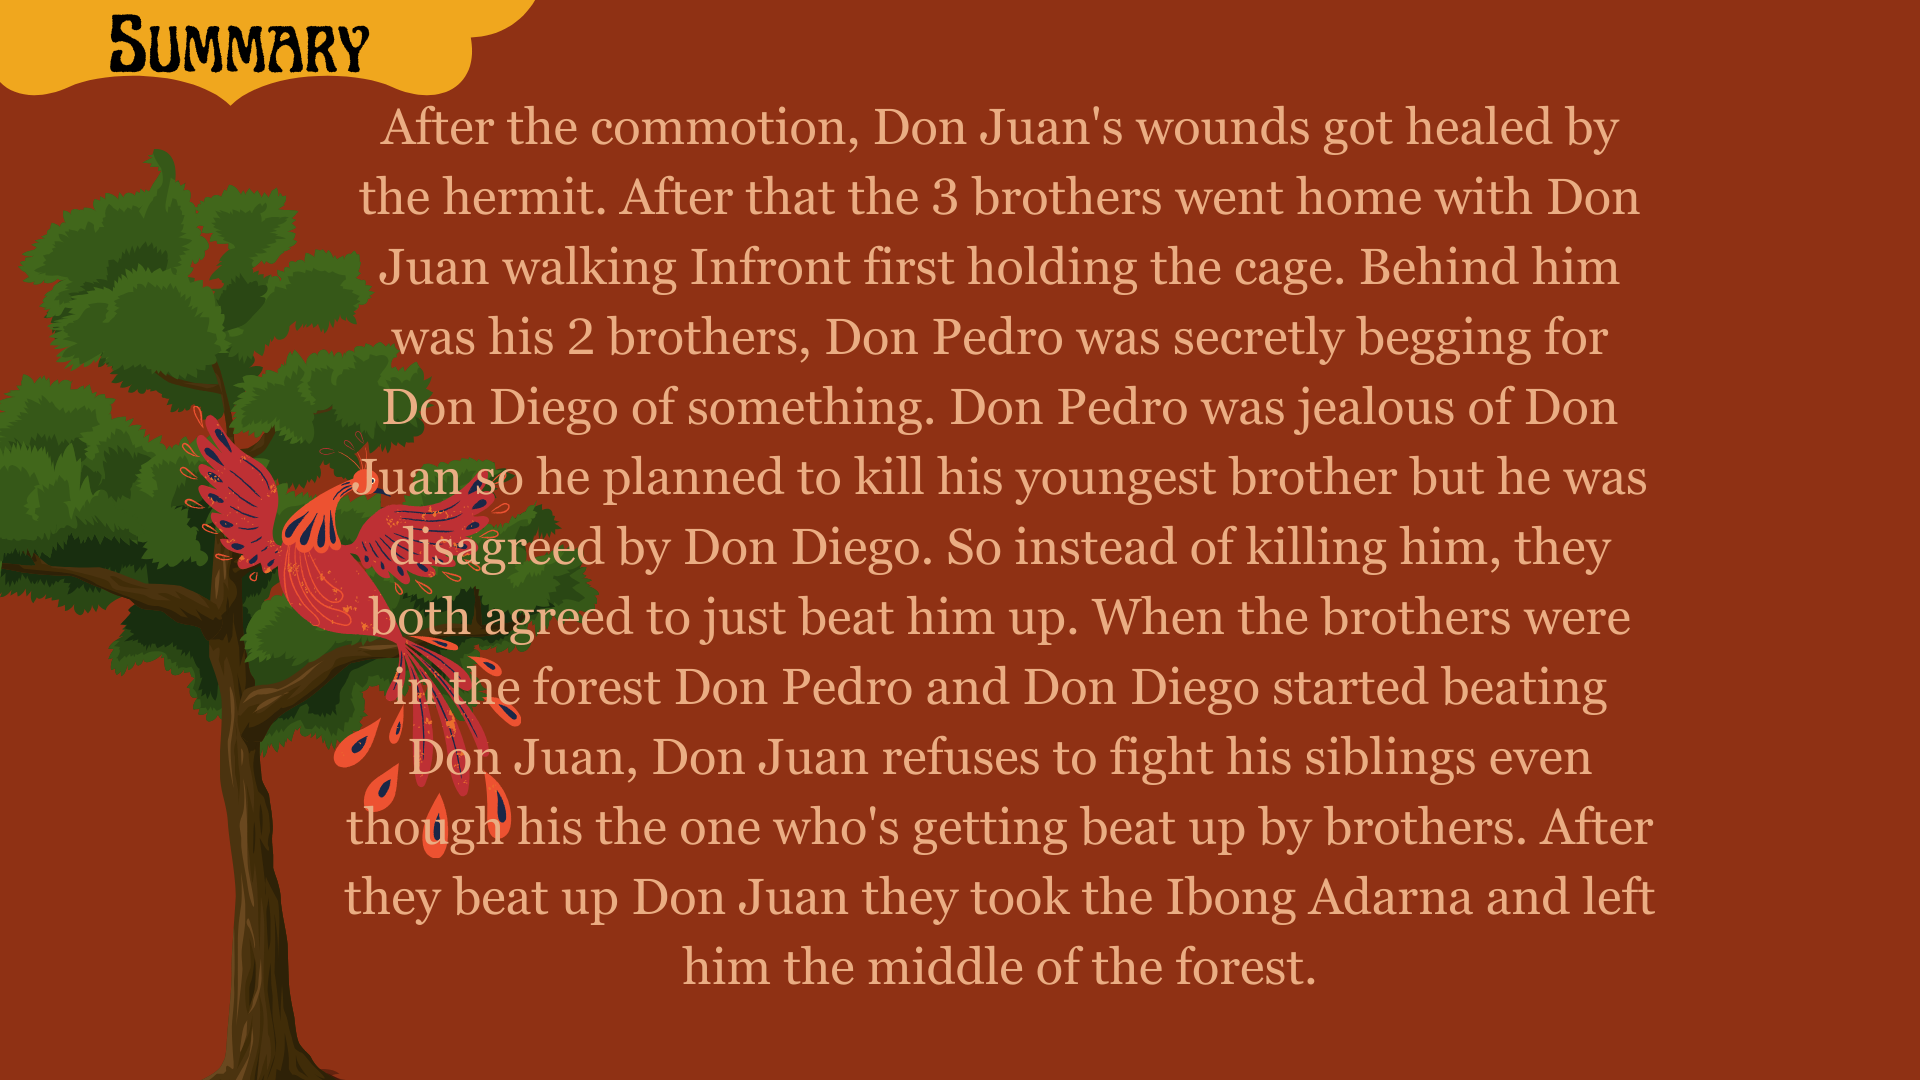 Summary
After the commotion, Don Juan's wounds got healed by
the hermit. After that the 3 brothers went home with Don
Juan walking Infront first holding the cage. Behind him
was his 2 brothers, Don Pedro was secretly begging for
Don Diego of something. Don Pedro was jealous of Don
Juan so he planned to kill his youngest brother but he was
disagreed by Don Diego. So instead of killing him, they
both agreed to just beat him up. When the brothers were
in the forest Don Pedro and Don Diego started beating
Don Juan, Don Juan refuses to fight his siblings even
though his the one who's getting beat up by brothers. After
they beat up Don Juan they took the Ibong Adarna and left
him the middle of the forest.